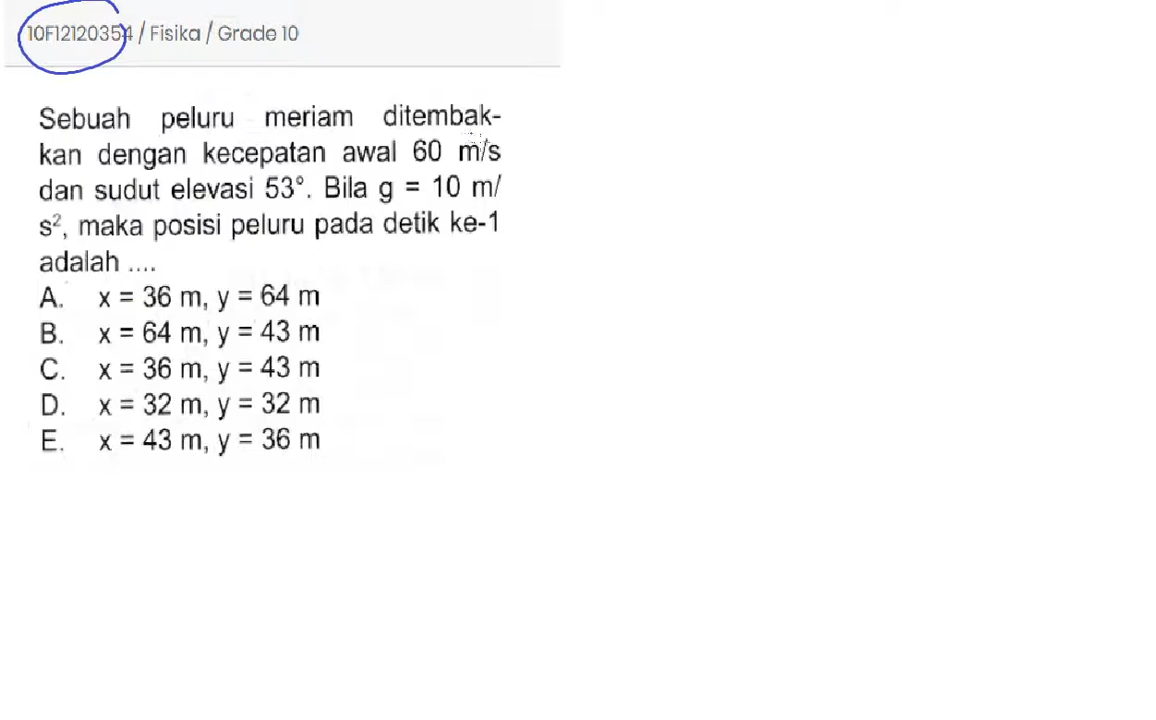 10F12120354 / Fisika / Grade 10
Sebuah peluru meriam ditembak-
kan dengan kecepatan awal 60 m/s
dan sudut elevasi 53°. Bila g = 10 m/
s², maka posisi peluru pada detik ke-1
adalah ....
A. x = 36 m, y = 64 m
B. x = 64 m, y = 43 m
C. x = 36 m, y = 43 m
D. x = 32 m, y = 32 m
E. x = 43 m, y = 36 m